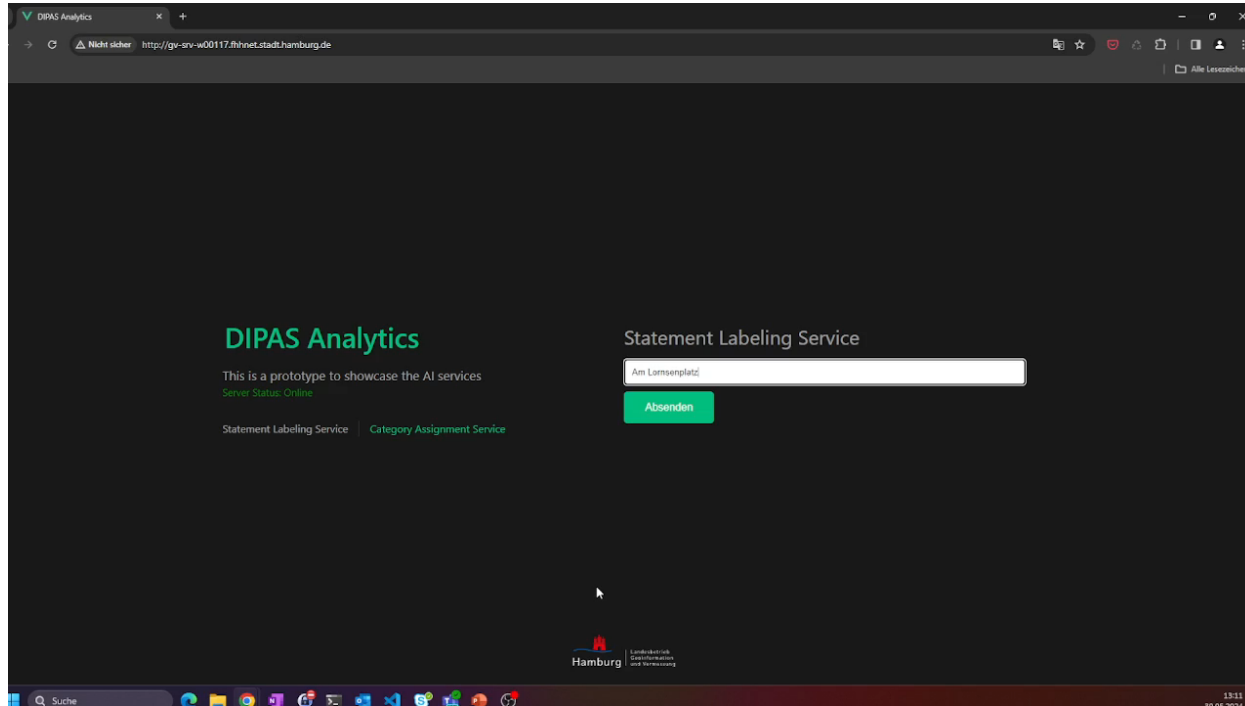 DIPAS Analytics
Nicht sicher http://gv-srv-w00117.fhhnet.stadt.hamburg.de
Alle Lesezeichen
DIPAS Analytics
This is a prototype to showcase the AI services
Server Status: Online
Statement Labeling Service Category Assignment Service
Statement Labeling Service
Am Lornsenplatz
Absenden
Hamburg
Landesbetrieb
Geoinformation
und Vermessung
Suche
13:11